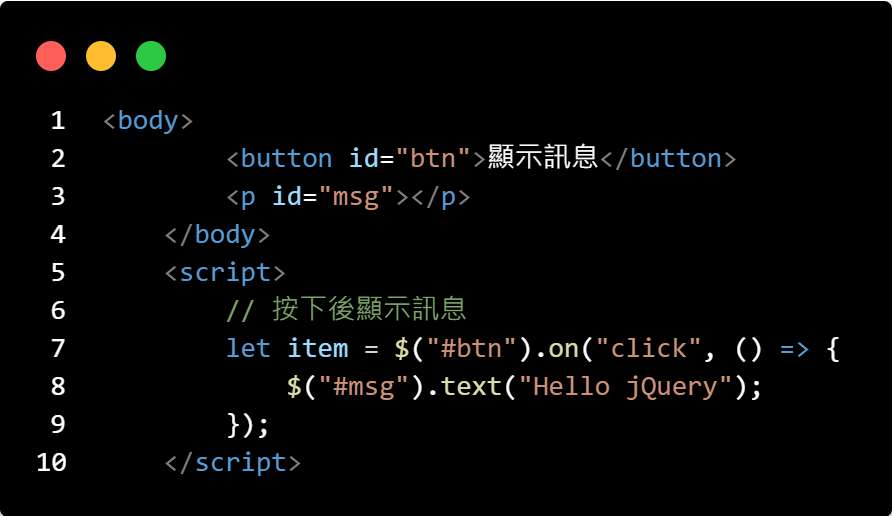 1 <body>
2         <button id="btn">顯示訊息</button>
3         <p id="msg"></p>
4     </body>
5     <script>
6         // 按下後顯示訊息
7         let item = $("#btn").on("click", () => {
8             $("#msg").text("Hello jQuery");
9         });
10     </script>